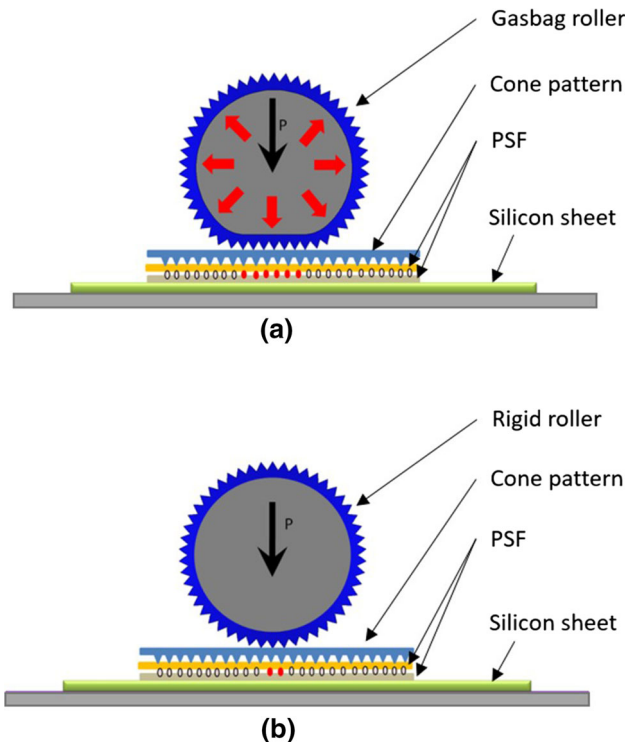 Gasbag roller
Cone pattern
P
PSF
Silicon sheet
(a)
Rigid roller
Cone pattern
P
PSF
Silicon sheet
(b)